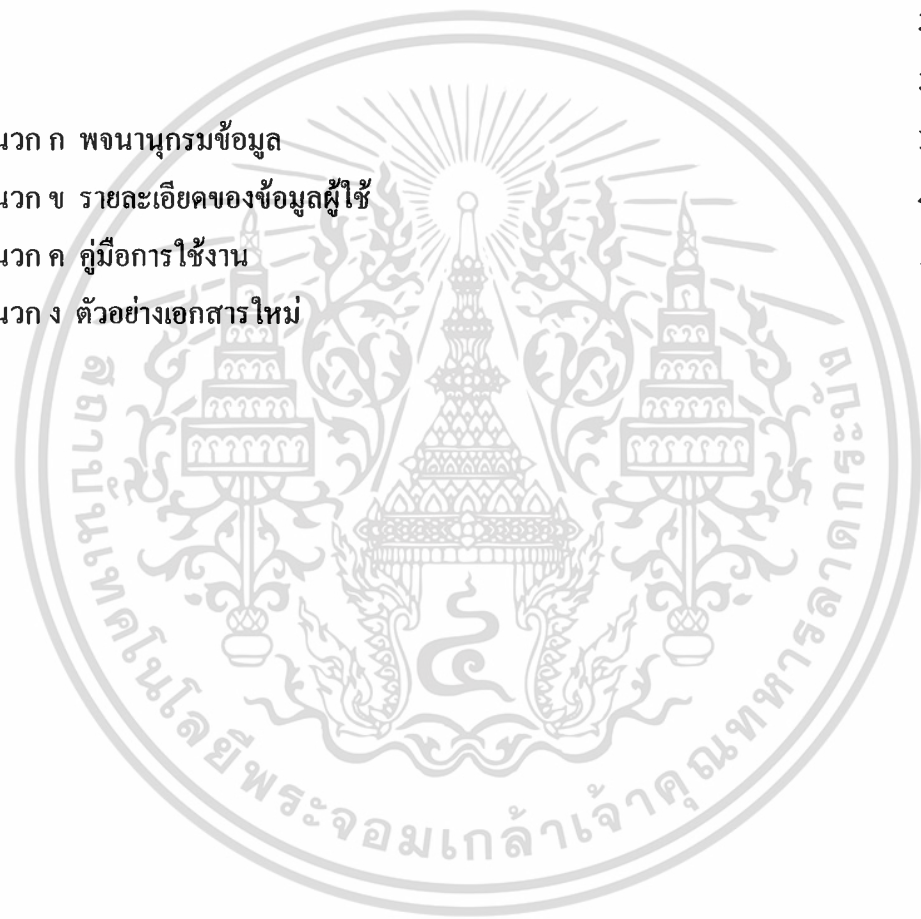 นวก ก พจนานุกรมข้อมูล
นวก ข รายละเอียดของข้อมูลผู้ใช้
นวก ค คู่มือการใช้งาน
นวก ง ตัวอย่างเอกสารใหม่
สถาบันเทคโนโลยีพระจอมเกล้าเจ้าคุณทหารลาดกระบัง
๔